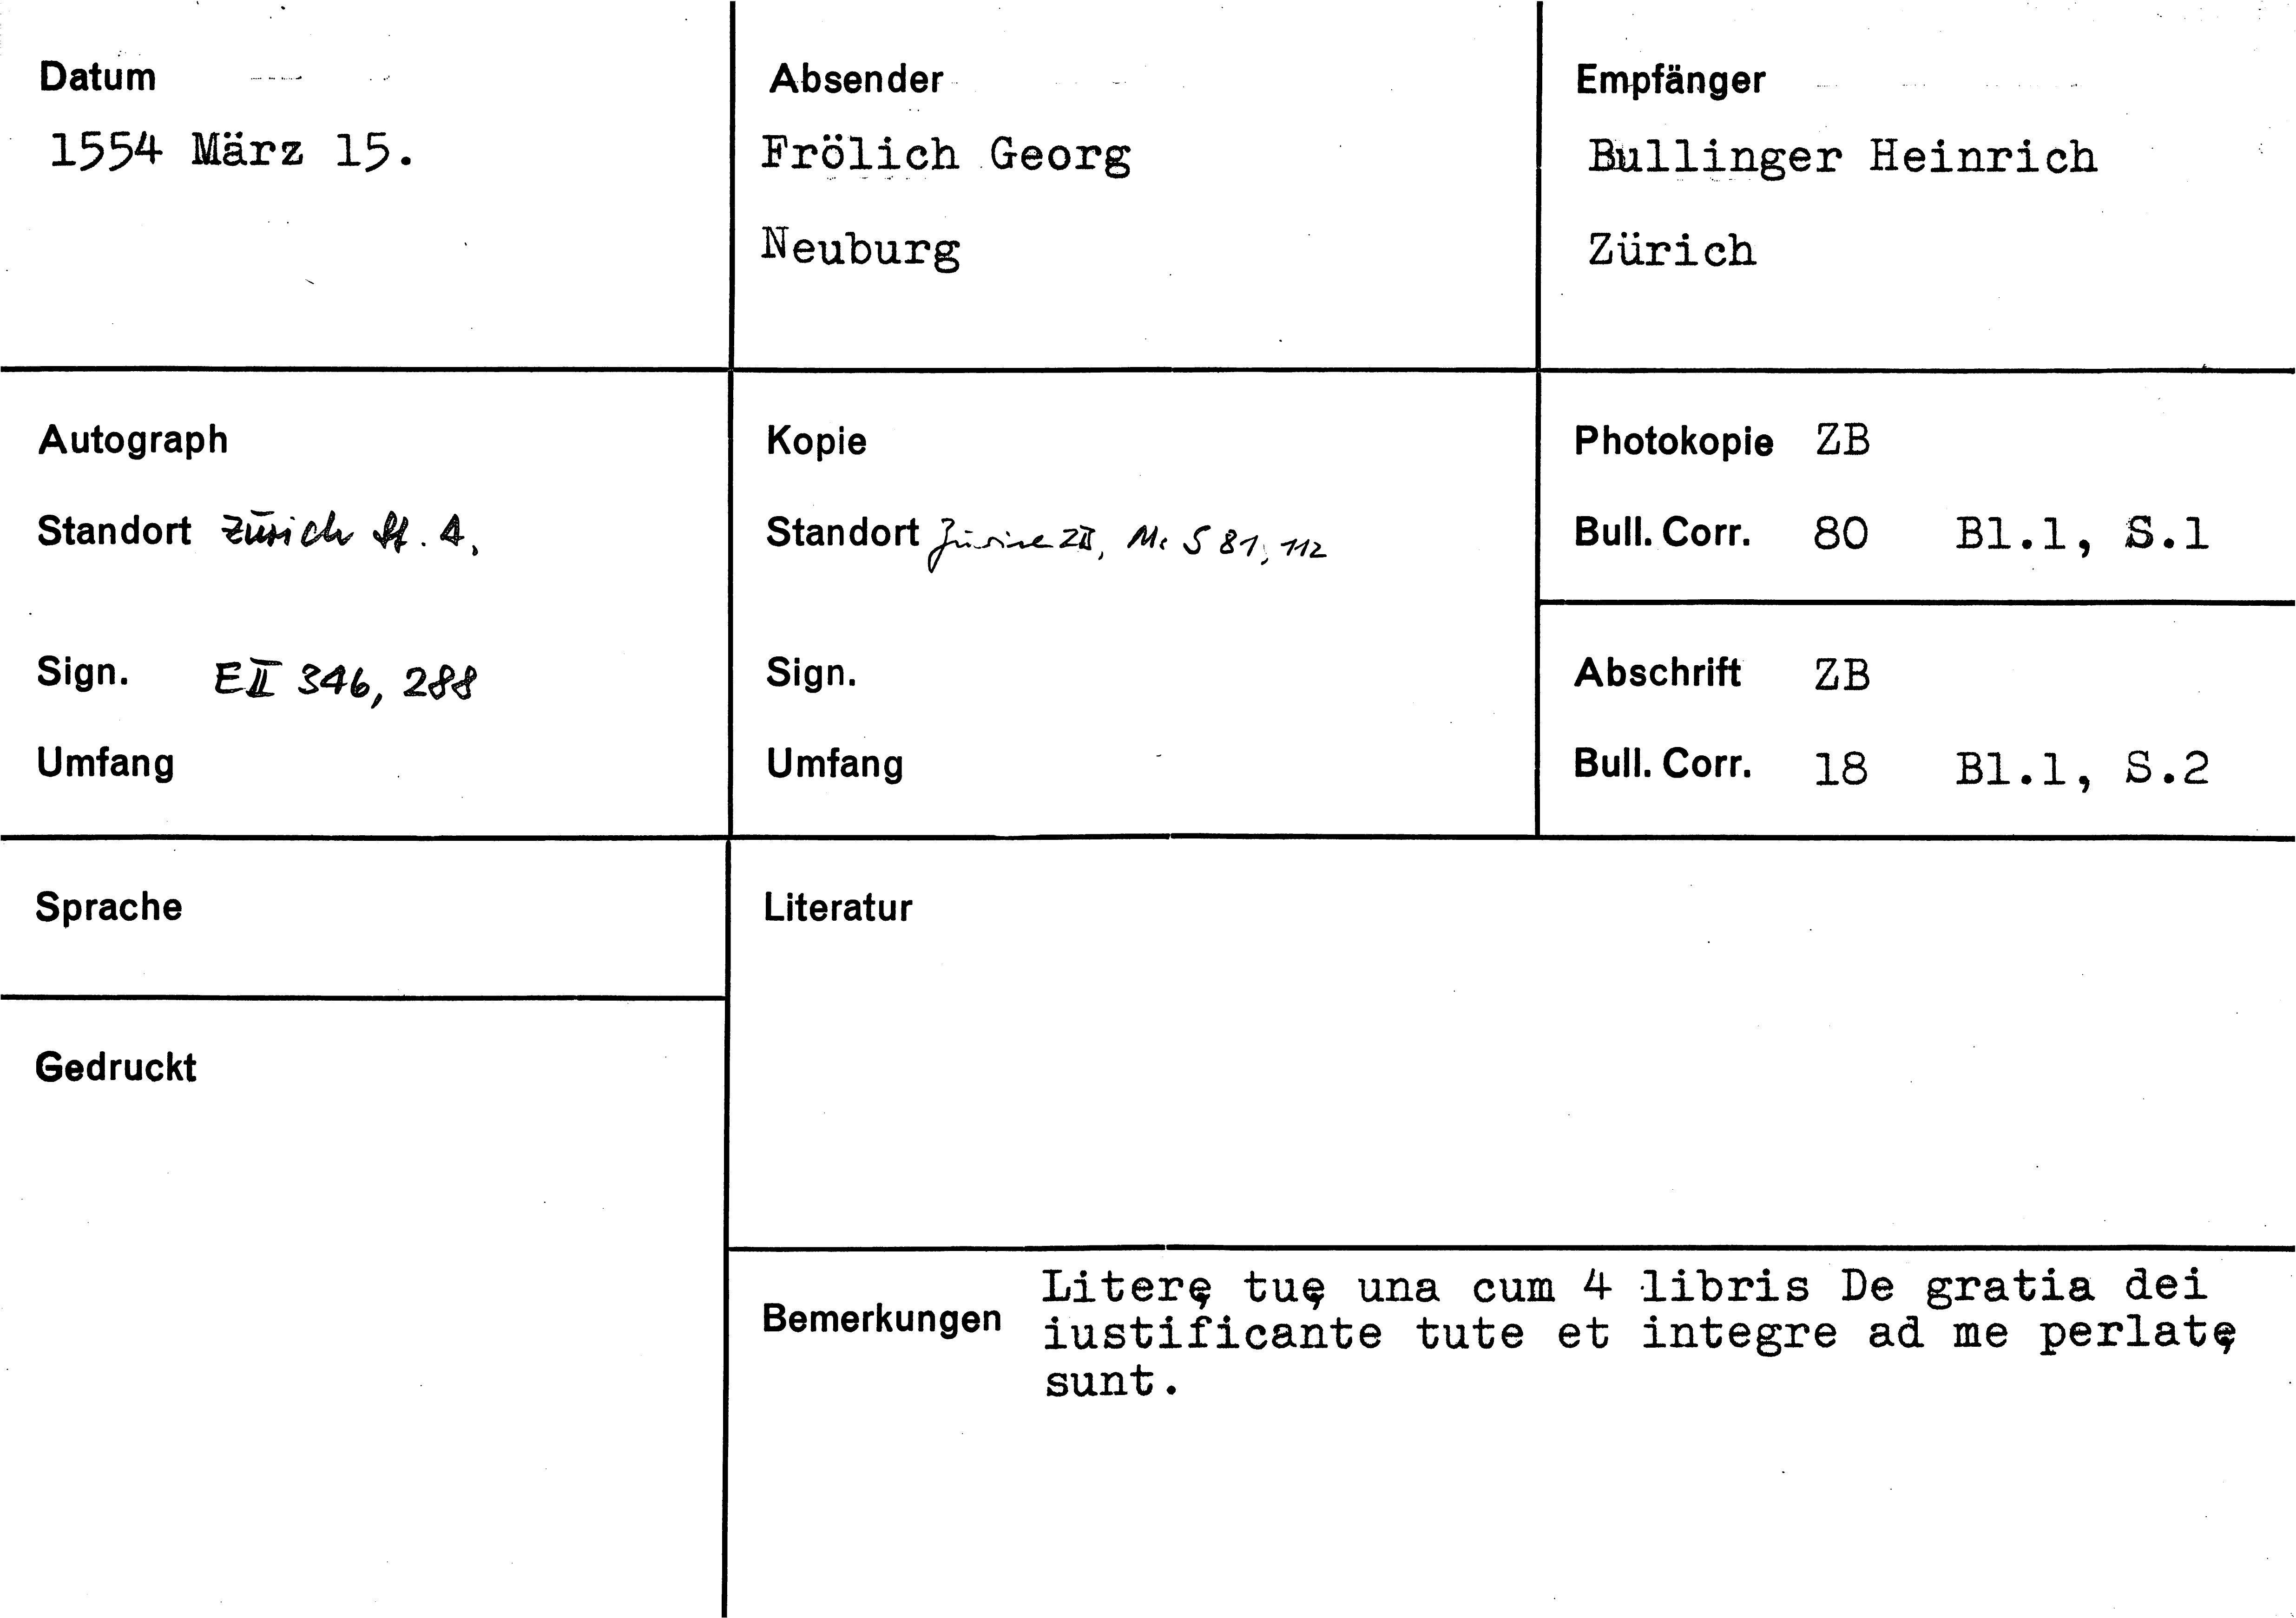 Datum
1554 März 15.
Absender
Frölich Georg
Neuburg
Empfänger
Bullinger Heinrich
Zürich
Autograph
Standort Zürich St. A,
Sign. E II 346, 288
Umfang
Kopie
Standort Zürich ZB, Ms S 81, 112
Sign.
Umfang
Photokopie ZB
Bull. Corr. 80 Bl.1, S.1
Abschrift ZB
Bull. Corr. 18 Bl.1, S.2
Sprache
Gedruckt
Literatur
Bemerkungen
Literę tuę una cum 4 libris De gratia dei
iustificante tute et integre ad me perlatę
sunt.